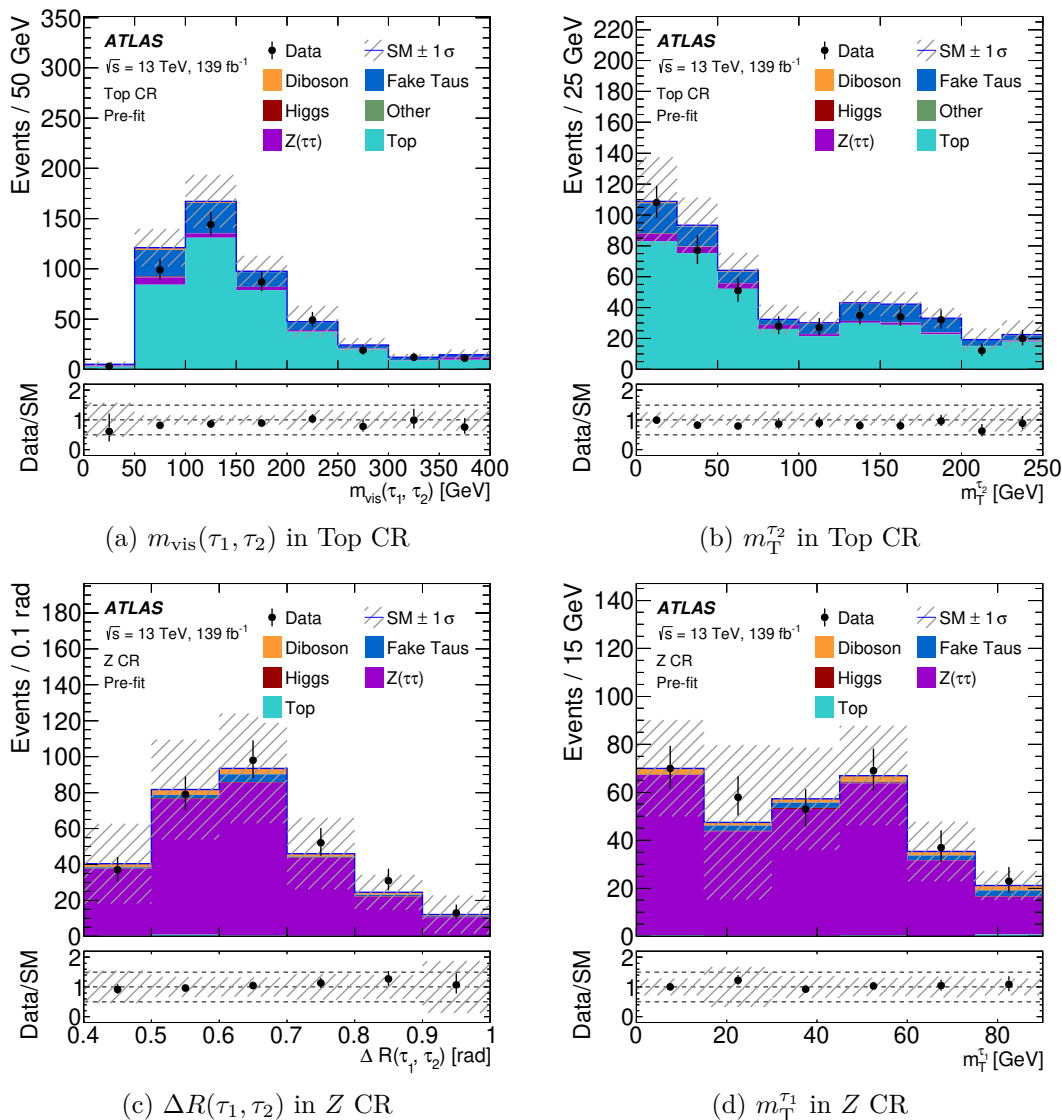 ATLAS
√s = 13 TeV, 139 fb⁻¹
Top CR
Pre-fit
Data
SM ± 1σ
Diboson
Fake Taus
Higgs
Other
Z(ττ)
Top
Events / 50 GeV
350
300
250
200
150
100
50
0
Data/SM
2
1
0
0 50 100 150 200 250 300 350 400
m_vis(τ₁, τ₂) [GeV]
(a) m_vis(τ₁, τ₂) in Top CR
ATLAS
√s = 13 TeV, 139 fb⁻¹
Top CR
Pre-fit
Data
SM ± 1σ
Diboson
Fake Taus
Higgs
Other
Z(ττ)
Top
Events / 25 GeV
220
200
180
160
140
120
100
80
60
40
20
0
Data/SM
2
1
0
0 50 100 150 200 250
m_T^τ₂ [GeV]
(b) m_T^τ₂ in Top CR
ATLAS
√s = 13 TeV, 139 fb⁻¹
Z CR
Pre-fit
Data
SM ± 1σ
Diboson
Fake Taus
Higgs
Z(ττ)
Top
Events / 0.1 rad
180
160
140
120
100
80
60
40
20
0
Data/SM
2
1
0
0.4 0.5 0.6 0.7 0.8 0.9 1
Δ R(τ₁, τ₂) [rad]
(c) ΔR(τ₁, τ₂) in Z CR
ATLAS
√s = 13 TeV, 139 fb⁻¹
Z CR
Pre-fit
Data
SM ± 1σ
Diboson
Fake Taus
Higgs
Z(ττ)
Top
Events / 15 GeV
140
120
100
80
60
40
20
0
Data/SM
2
1
0
0 20 40 60 80
m_T^τ₁ [GeV]
(d) m_T^τ₁ in Z CR